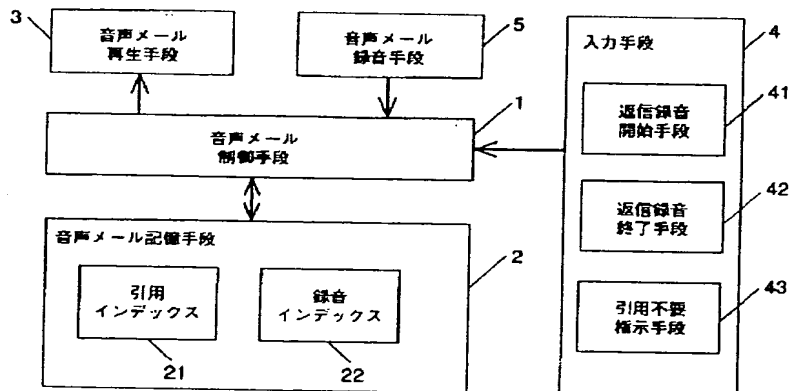 3
音声メール
再生手段
音声メール
録音手段
5
入力手段
4
返信録音
開始手段
41
音声メール
制御手段
1
返信録音
終了手段
42
音声メール記憶手段
2
引用
インデックス
21
録音
インデックス
22
引用不要
指示手段
43